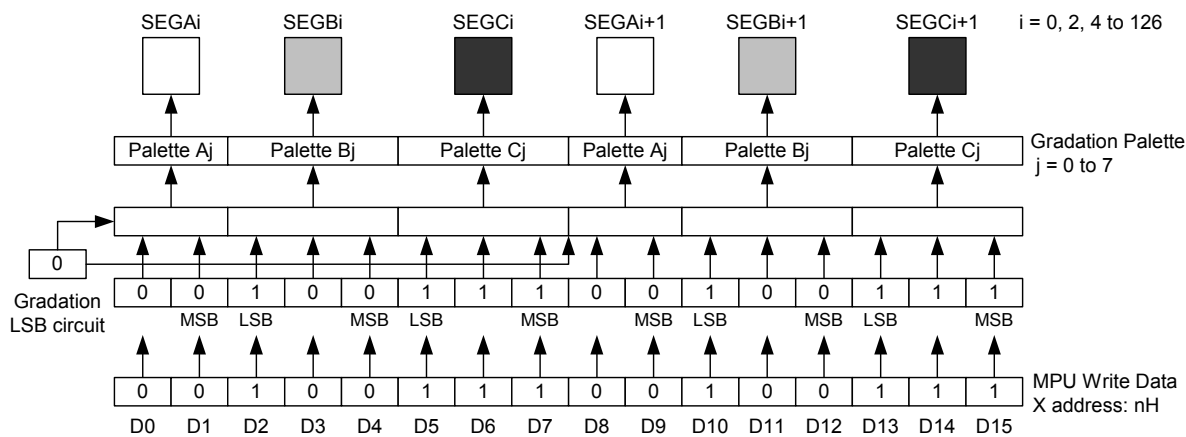 SEGAi SEGBi SEGCi SEGAi+1 SEGBi+1 SEGCi+1 i = 0, 2, 4 to 126
Palette Aj Palette Bj Palette Cj Palette Aj Palette Bj Palette Cj Gradation Palette
j = 0 to 7
0
Gradation
LSB circuit
0 0 1 0 0 1 1 1 0 0 1 0 0 1 1 1
MSB LSB MSB LSB MSB MSB LSB MSB LSB MSB
0 0 1 0 0 1 1 1 0 0 1 0 0 1 1 1
MPU Write Data
X address: nH
D0 D1 D2 D3 D4 D5 D6 D7 D8 D9 D10 D11 D12 D13 D14 D15